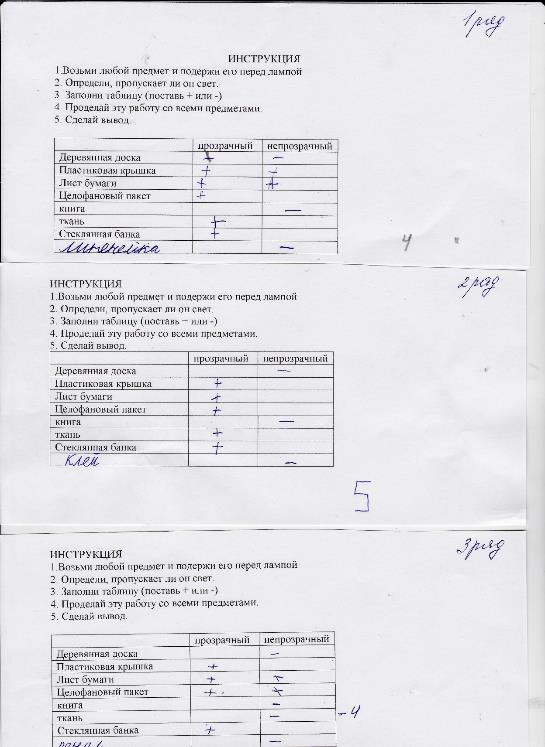 1 ряд
ИНСТРУКЦИЯ
1.Возьми любой предмет и подержи его перед лампой
2. Определи, пропускает ли он свет.
3 Заполни таблицу (поставь + или -)
4 Проделай эту работу со всеми предметами.
5. Сделай вывод.
прозрачный непрозрачный
Деревянная доска + -
Пластиковая крышка + -
Лист бумаги + +
Целофановый пакет +
книга -
ткань +
Стеклянная банка +
-
4
2 ряд
ИНСТРУКЦИЯ
1.Возьми любой предмет и подержи его перед лампой
2. Определи, пропускает ли он свет.
3. Заполни таблицу (поставь + или -)
4. Проделай эту работу со всеми предметами.
5. Сделай вывод.
прозрачный непрозрачный
Деревянная доска -
Пластиковая крышка +
Лист бумаги +
Целофановый пакет +
книга -
ткань +
Стеклянная банка +
клей -
5
3 ряд
ИНСТРУКЦИЯ
1.Возьми любой предмет и подержи его перед лампой
2. Определи, пропускает ли он свет.
3. Заполни таблицу (поставь + или -)
4. Проделай эту работу со всеми предметами.
5. Сделай вывод.
прозрачный непрозрачный
Деревянная доска -
Пластиковая крышка +
Лист бумаги + +
Целофановый пакет + +
книга -
ткань - - 4
Стеклянная банка +
-